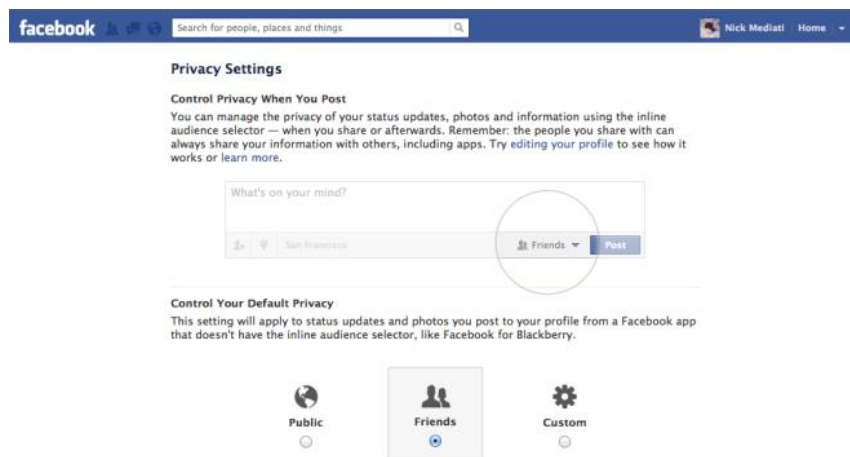 facebook Search for people, places and things Nick Mediati Home
Privacy Settings
Control Privacy When You Post
You can manage the privacy of your status updates, photos and information using the inline
audience selector — when you share or afterwards. Remember: the people you share with can
always share your information with others, including apps. Try editing your profile to see how it
works or learn more.
What's on your mind?
San Francisco Friends Post
Control Your Default Privacy
This setting will apply to status updates and photos you post to your profile from a Facebook app
that doesn't have the inline audience selector, like Facebook for Blackberry.
Public Friends Custom